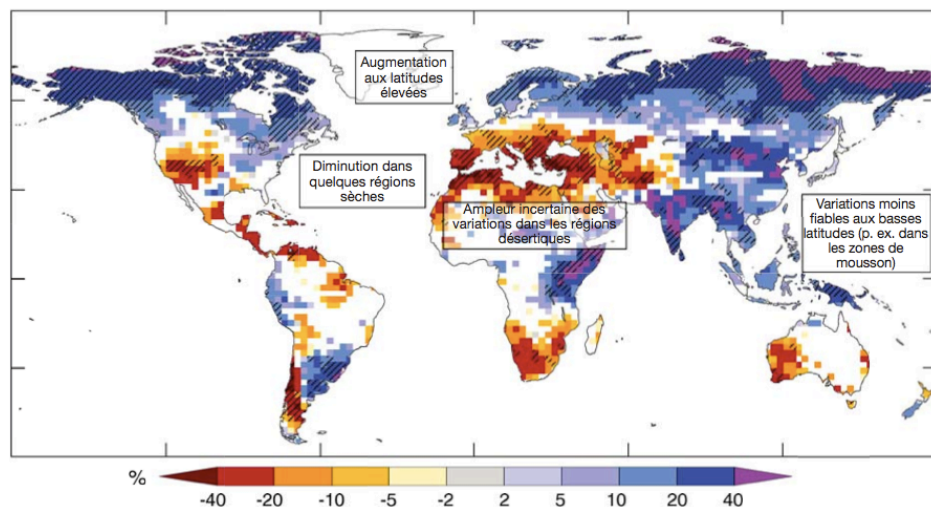 Augmentation
aux latitudes
élevées
Diminution dans
quelques régions
sèches
Ampleur incertaine des
variations dans les régions
désertiques
Variations moins
fiables aux basses
latitudes (p. ex. dans
les zones de
mousson)
%
-40 -20 -10 -5 -2 2 5 10 20 40